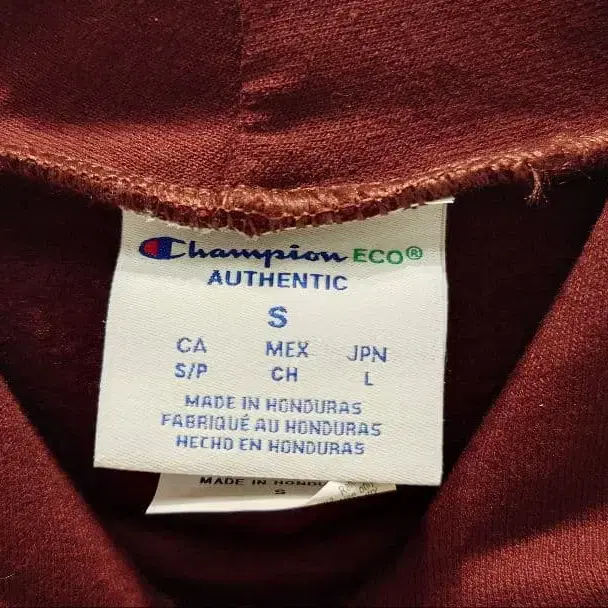 Champion ECO®
AUTHENTIC
S
CA MEX JPN
S/P CH L
MADE IN HONDURAS
FABRIQUÉ AU HONDURAS
HECHO EN HONDURAS
MADE IN
S